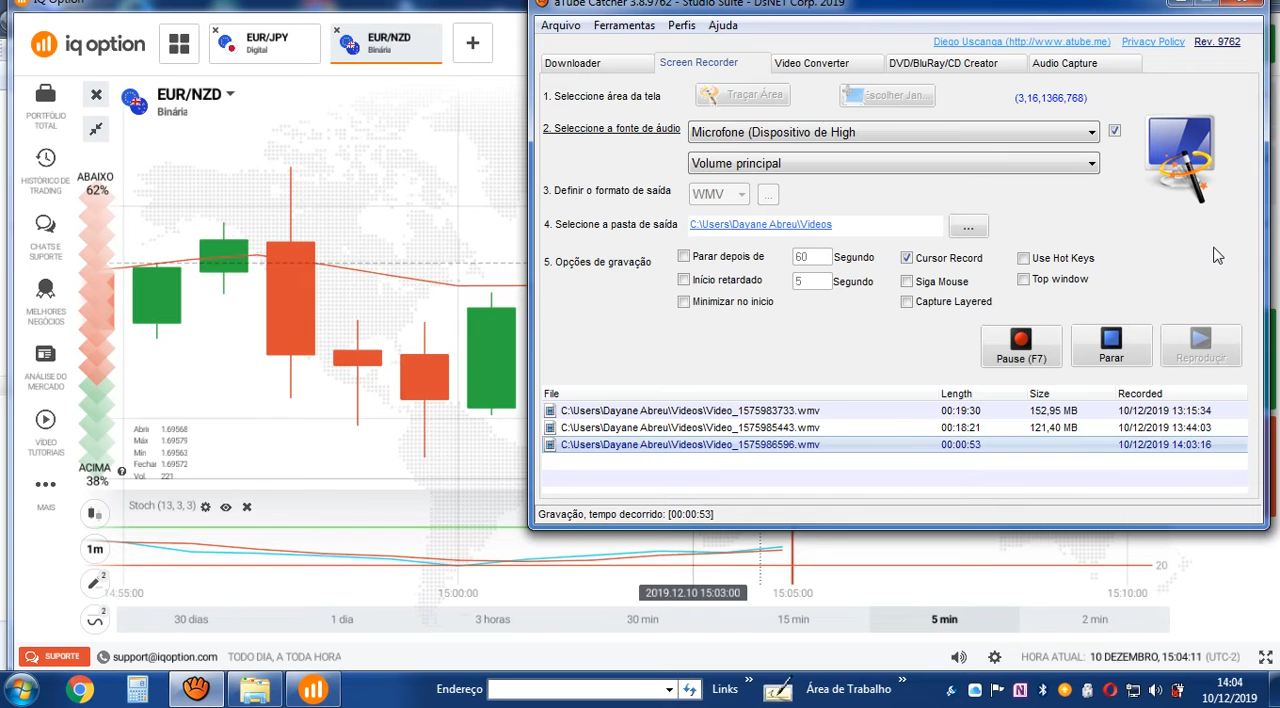 IQ Option
iq option
EUR/JPY
Digital
EUR/NZD
Binária
EUR/NZD
Binária
PORTFÓLIO
TOTAL
HISTÓRICO DE
TRADING
CHATS E
SUPORTE
MELHORES
NEGÓCIOS
ANÁLISE DO
MERCADO
VÍDEO
TUTORIAIS
MAIS
ABAIXO
62%
ACIMA
38%
Abrir 1.69568
Máx 1.69579
Mín 1.69563
Fechar 1.69572
Vol. 221
Stoch (13, 3, 3)
1m
2
2
20
14:55:00
15:00:00
2019.12.10 15:03:00
15:05:00
15:10:00
30 dias
1 dia
3 horas
30 min
15 min
5 min
2 min
SUPORTE
support@iqoption.com
TODO DIA, A TODA HORA
HORA ATUAL: 10 DEZEMBRO, 15:04:11 (UTC-2)
aTube Catcher 3.8.9762 - Studio Suite - DsNET Corp. 2019
Arquivo Ferramentas Perfis Ajuda
Diego Uscanga (http://www.atube.me) Privacy Policy Rev. 9762
Downloader
Screen Recorder
Video Converter
DVD/BluRay/CD Creator
Audio Capture
1. Seleccione área da tela
Traçar Área
Escolher Jan...
(3,16,1366,768)
2. Seleccione a fonte de áudio
Microfone (Dispositivo de High
Volume principal
3. Definir o formato de saída
WMV
...
4. Selecione a pasta de saída
C:\Users\Dayane Abreu\Videos
...
5. Opções de gravação
Parar depois de 60 Segundo
Início retardado 5 Segundo
Minimizar no inicio
Cursor Record
Siga Mouse
Capture Layered
Use Hot Keys
Top window
Pause (F7)
Parar
Reproduzir
File Length Size Recorded
C:\Users\Dayane Abreu\Videos\Video_1575983733.wmv 00:19:30 152,95 MB 10/12/2019 13:15:34
C:\Users\Dayane Abreu\Videos\Video_1575985443.wmv 00:18:21 121,40 MB 10/12/2019 13:44:03
C:\Users\Dayane Abreu\Videos\Video_1575986596.wmv 00:00:53 10/12/2019 14:03:16
Gravação, tempo decorrido: [00:00:53]
Endereço
Links
Área de Trabalho
14:04
10/12/2019